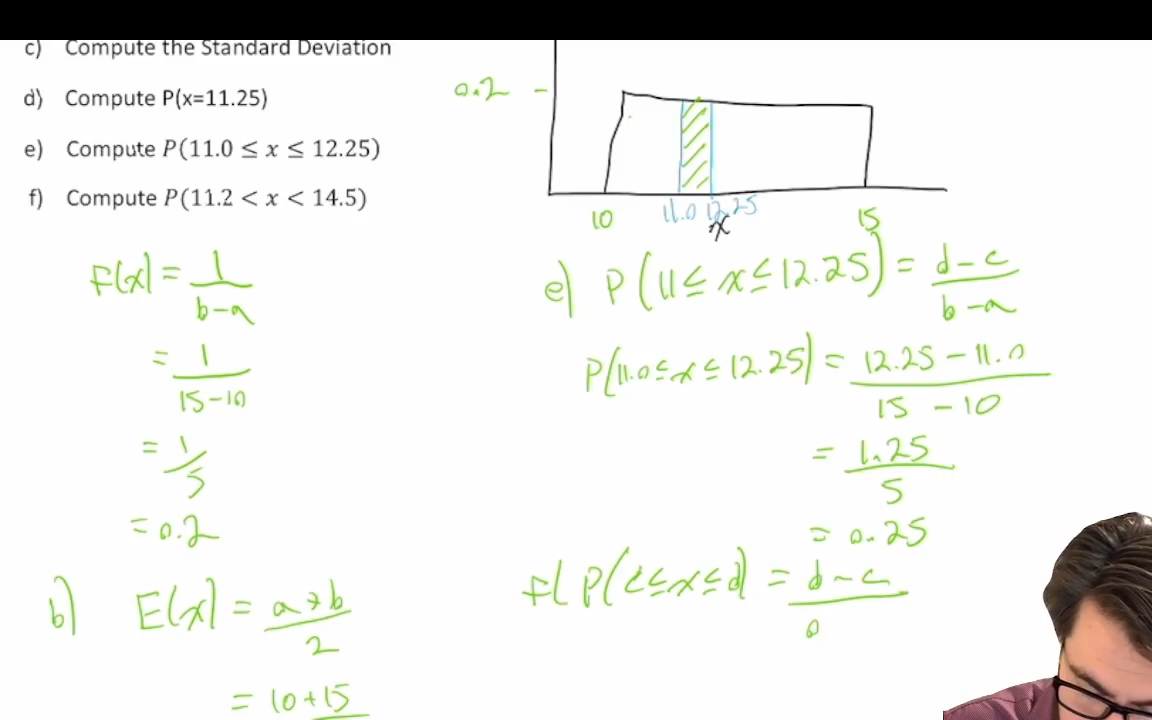 c) Compute the Standard Deviation
d) Compute P(x=11.25)
e) Compute P(11.0 ≤ x ≤ 12.25)
f) Compute P(11.2 < x < 14.5)
0.2
10 11.0 12.25 15
x
F(x) = 1/(b-a)
= 1/(15-10)
= 1/5
= 0.2
b) E(x) = (a+b)/2
= 10+15
e) P(11 ≤ x ≤ 12.25) = (d-c)/(b-a)
P(11.0 ≤ x ≤ 12.25) = (12.25-11.0)/(15-10)
= 1.25/5
= 0.25
f( P(c ≤ x ≤ d) = d-c